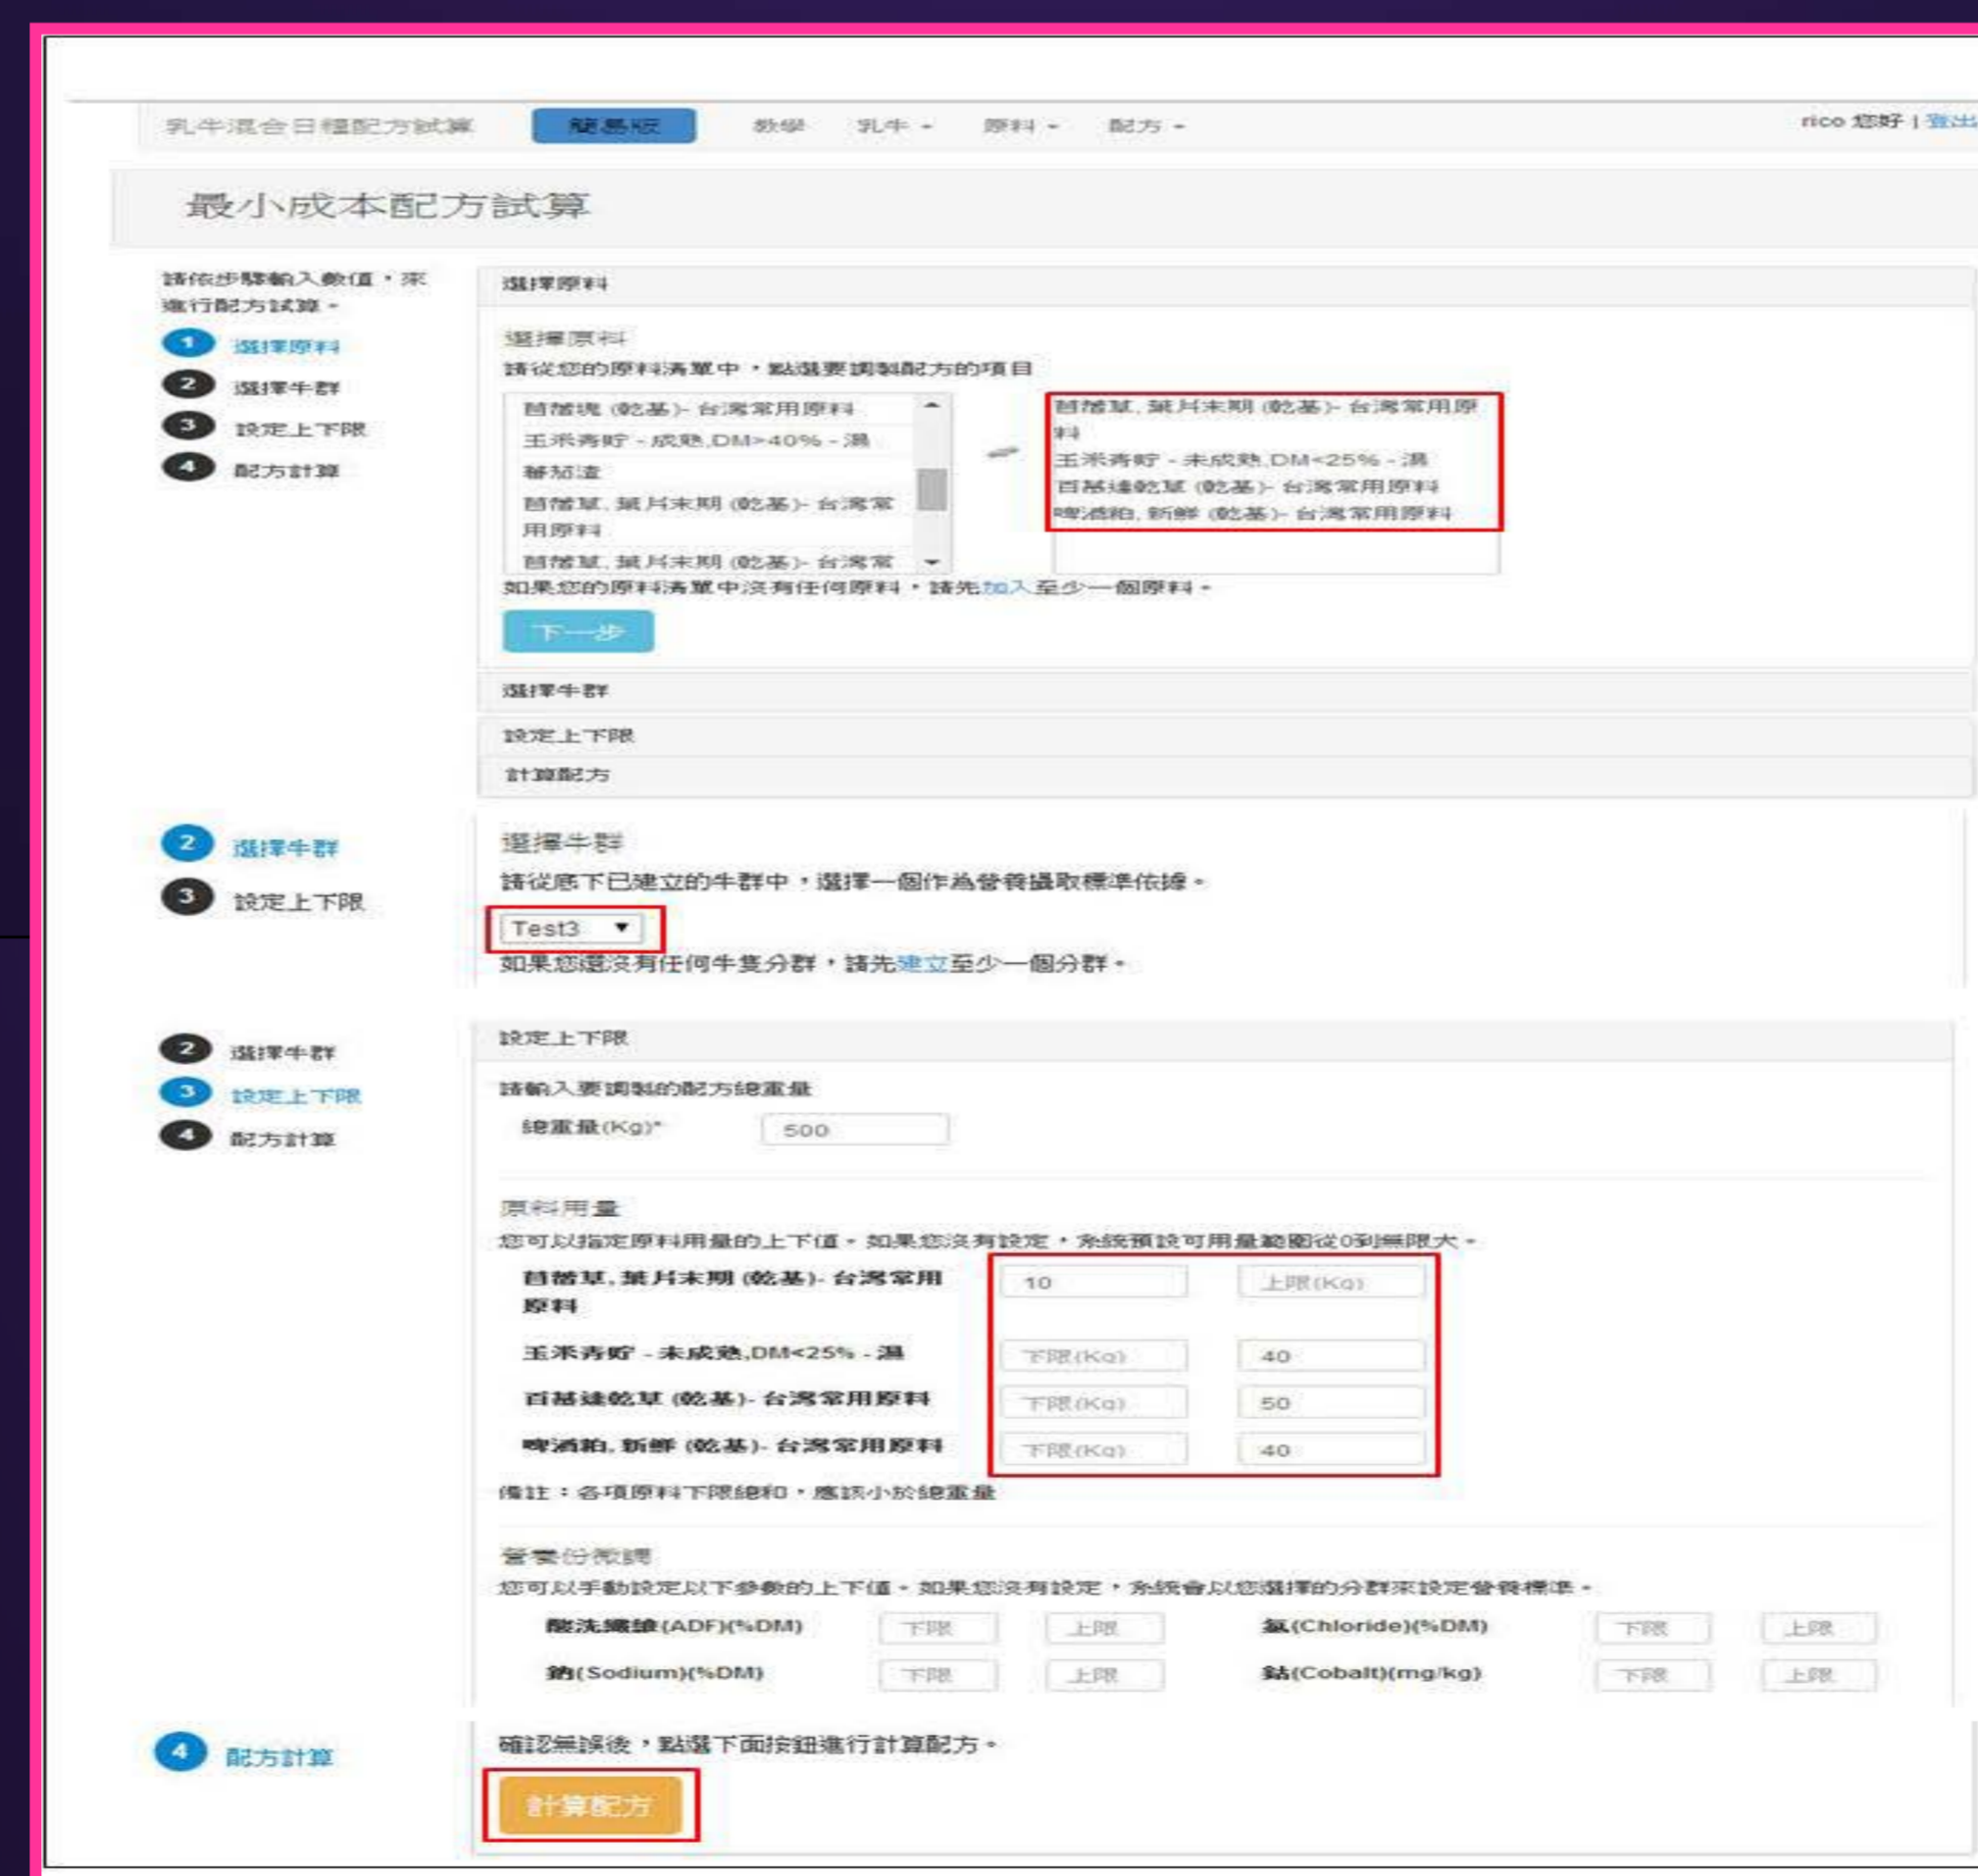 乳牛混合日糧配方試算 簡易版 教學 乳牛 原料 配方 rico 您好 | 登出
最小成本配方試算
請依步驟輸入數值，來
進行配方試算。
1 選擇原料
2 選擇牛群
3 設定上下限
4 配方計算
選擇原料
選擇原料
請從您的原料清單中，點選要調製配方的項目
苜蓿塊 (乾基)- 台灣常用原料
玉米青貯 - 成熟,DM>40% - 濕
蕃茄渣
苜蓿草, 葉片末期 (乾基)- 台灣常
用原料
苜蓿草, 葉片末期 (乾基)- 台灣常
苜蓿草, 葉片末期 (乾基)- 台灣常用原
料
玉米青貯 - 未成熟,DM<25% - 濕
百基達乾草 (乾基)- 台灣常用原料
啤酒粕, 新鮮 (乾基)- 台灣常用原料
如果您的原料清單中沒有任何原料，請先加入至少一個原料。
下一步
選擇牛群
設定上下限
計算配方
2 選擇牛群
3 設定上下限
選擇牛群
請從底下已建立的牛群中，選擇一個作為營養攝取標準依據。
Test3
如果您還沒有任何牛隻分群，請先建立至少一個分群。
2 選擇牛群
3 設定上下限
4 配方計算
設定上下限
請輸入要調製的配方總重量
總重量(Kg)* 500
原料用量
您可以指定原料用量的上下值。如果您沒有設定，系統預設可用量範圍從0到無限大。
苜蓿草, 葉片末期 (乾基)- 台灣常用
原料 10 上限(Kg)
玉米青貯 - 未成熟,DM<25% - 濕 下限(Kg) 40
百基達乾草 (乾基)- 台灣常用原料 下限(Kg) 50
啤酒粕, 新鮮 (乾基)- 台灣常用原料 下限(Kg) 40
備註：各項原料下限總和，應該小於總重量
營養份微調
您可以手動設定以下參數的上下值。如果您沒有設定，系統會以您選擇的分群來設定營養標準。
酸洗纖維(ADF)(%DM) 下限 上限 氯(Chloride)(%DM) 下限 上限
鈉(Sodium)(%DM) 下限 上限 鈷(Cobalt)(mg/kg) 下限 上限
4 配方計算
確認無誤後，點選下面按鈕進行計算配方。
計算配方